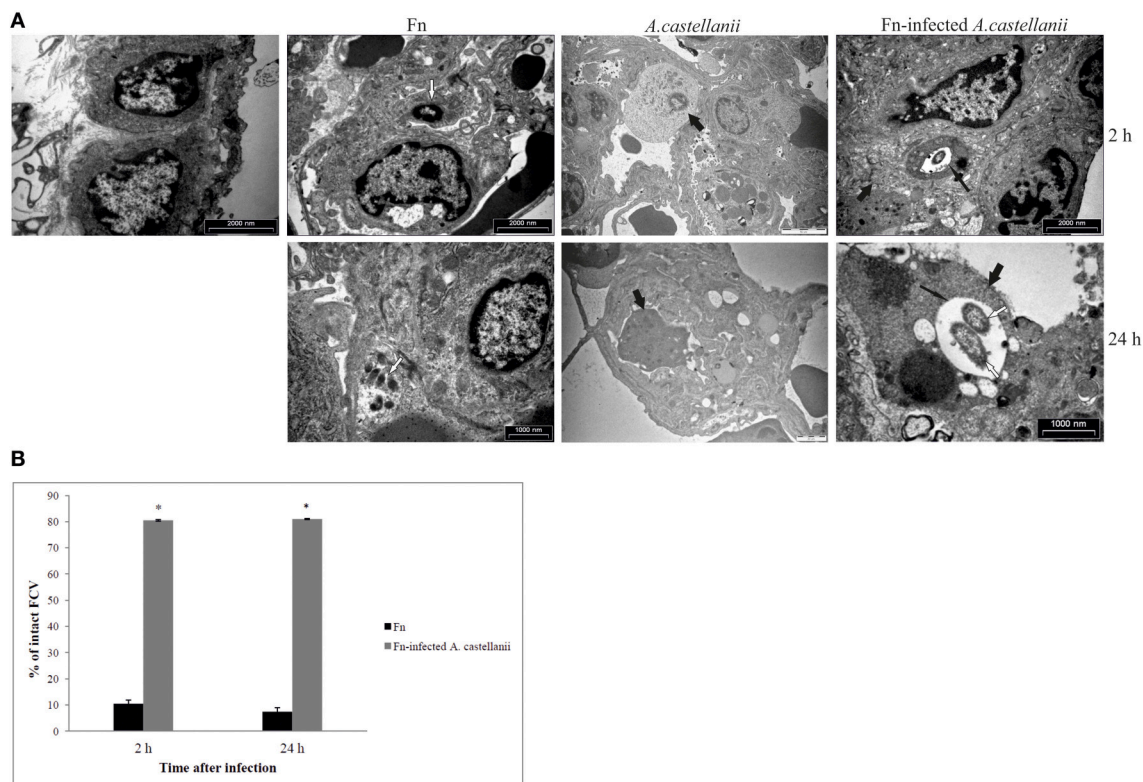 A
Fn
A.castellanii
Fn-infected A.castellanii
2000 nm
2000 nm
2000 nm
2 h
1000 nm
1000 nm
24 h
B
90
80
70
60
50
40
30
20
10
0
% of intact FCV
* *
2 h 24 h
Time after infection
Fn
Fn-infected A. castellanii